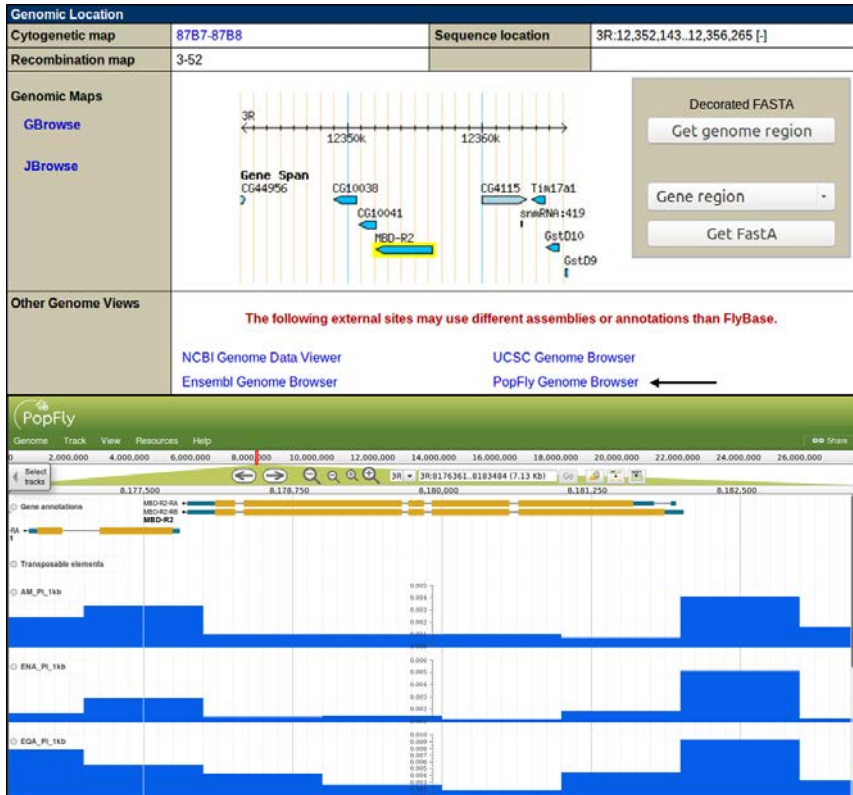 Genomic Location
Cytogenetic map 87B7-87B8 Sequence location 3R:12,352,143..12,356,265 [-]
Recombination map 3-52
Genomic Maps
GBrowse
JBrowse
3R
12350k 12360k
Gene Span
CG44956 CG10038 CG4115 Tim17a1
CG10041 snmRNA:419
MBD-R2 GstD10
GstD9
Decorated FASTA
Get genome region
Gene region
Get FastA
Other Genome Views
The following external sites may use different assemblies or annotations than FlyBase.
NCBI Genome Data Viewer UCSC Genome Browser
Ensembl Genome Browser PopFly Genome Browser
PopFly
Genome Track View Resources Help Share
0 2,000,000 4,000,000 6,000,000 8,000,000 10,000,000 12,000,000 14,000,000 16,000,000 18,000,000 20,000,000 22,000,000 24,000,000 26,000,000
Select tracks 3R 3R:8176361..8183484 (7.13 Kb) Go
8,177,500 8,178,750 8,180,000 8,181,250 8,182,500
Gene annotations MBD-R2-RA
MBD-R2-RB
MBD-R2
-RA
Transposable elements
AM_PI_1kb
0.005
0.004
0.003
0.002
0.001
ENA_PI_1kb
0.006
0.005
0.004
0.003
0.002
EQA_PI_1kb
0.010
0.009
0.008
0.007
0.006
0.005
0.004